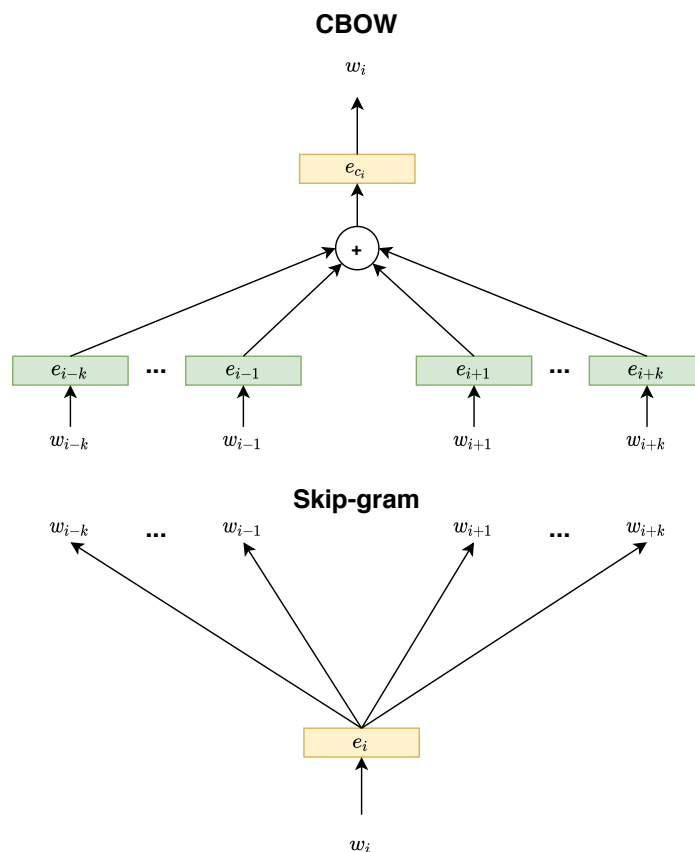 CBOW
$w_i$
$e_{c_i}$
+
$e_{i-k}$ ... $e_{i-1}$ $e_{i+1}$ ... $e_{i+k}$
$w_{i-k}$ $w_{i-1}$ $w_{i+1}$ $w_{i+k}$
Skip-gram
$w_{i-k}$ ... $w_{i-1}$ $w_{i+1}$ ... $w_{i+k}$
$e_i$
$w_i$